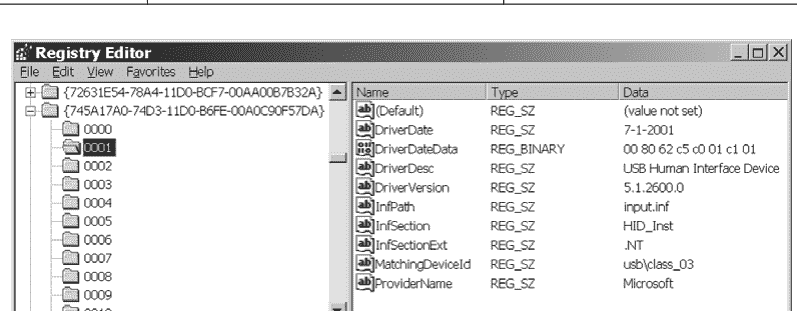 Registry Editor
File Edit View Favorites Help
{72631E54-78A4-11D0-BCF7-00AA00B7B32A}
{745A17A0-74D3-11D0-B6FE-00A0C90F57DA}
0000
0001
0002
0003
0004
0005
0006
0007
0008
0009
Name Type Data
(Default) REG_SZ (value not set)
DriverDate REG_SZ 7-1-2001
DriverDateData REG_BINARY 00 80 62 c5 c0 01 c1 01
DriverDesc REG_SZ USB Human Interface Device
DriverVersion REG_SZ 5.1.2600.0
InfPath REG_SZ input.inf
InfSection REG_SZ HID_Inst
InfSectionExt REG_SZ .NT
MatchingDeviceId REG_SZ usb\class_03
ProviderName REG_SZ Microsoft